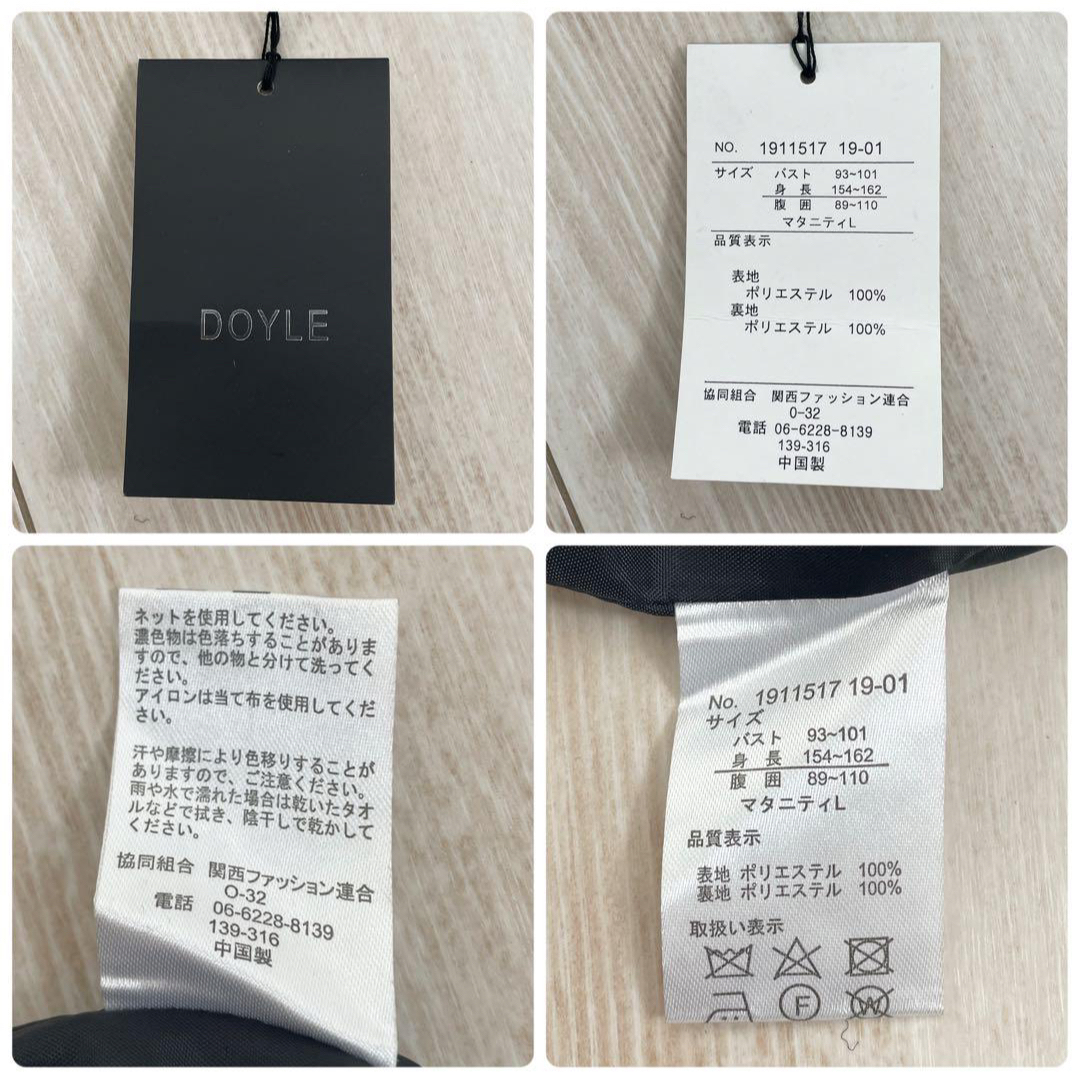 DOYLE
NO. 1911517 19-01
サイズ バスト 93~101
身長 154~162
腹囲 89~110
マタニティL
品質表示
表地
ポリエステル 100%
裏地
ポリエステル 100%
協同組合 関西ファッション連合
O-32
電話 06-6228-8139
139-316
中国製
ネットを使用してください。
濃色物は色落ちすることがありま
すので、他の物と分けて洗ってく
ださい。
アイロンは当て布を使用してくだ
さい。
汗や摩擦により色移りすることが
ありますので、ご注意ください。
雨や水で濡れた場合は乾いたタオ
ルなどで拭き、陰干しで乾かして
ください。
協同組合 関西ファッション連合
O-32
電話 06-6228-8139
139-316
中国製
No. 1911517 19-01
サイズ
バスト 93~101
身長 154~162
腹囲 89~110
マタニティL
品質表示
表地 ポリエステル 100%
裏地 ポリエステル 100%
取扱い表示
F W